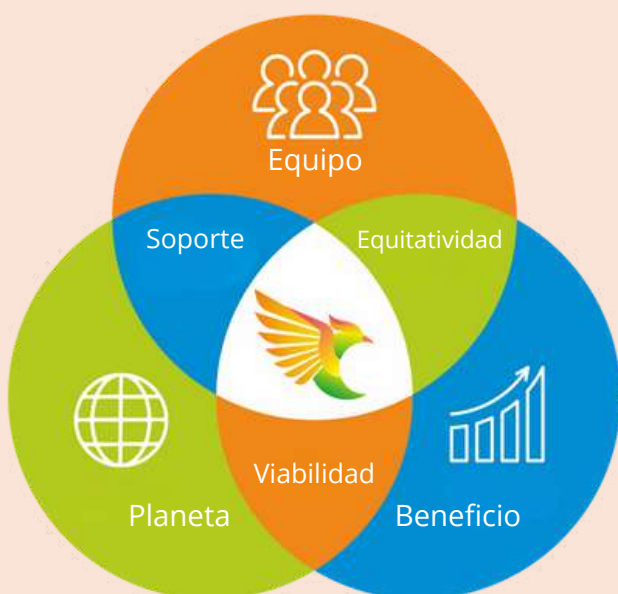 Equipo
Soporte
Equitatividad
Viabilidad
Planeta
Beneficio